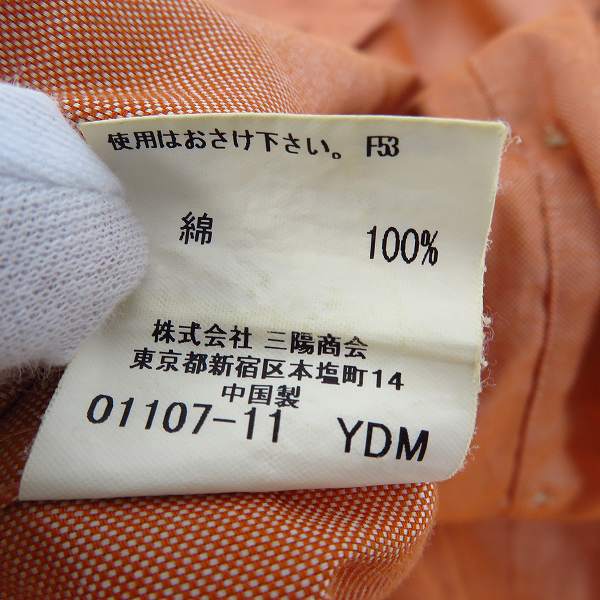 使用はおさけ下さい。 F53
綿 100%
株式会社 三陽商会
東京都新宿区本塩町14
中国製
01107-11 YDM